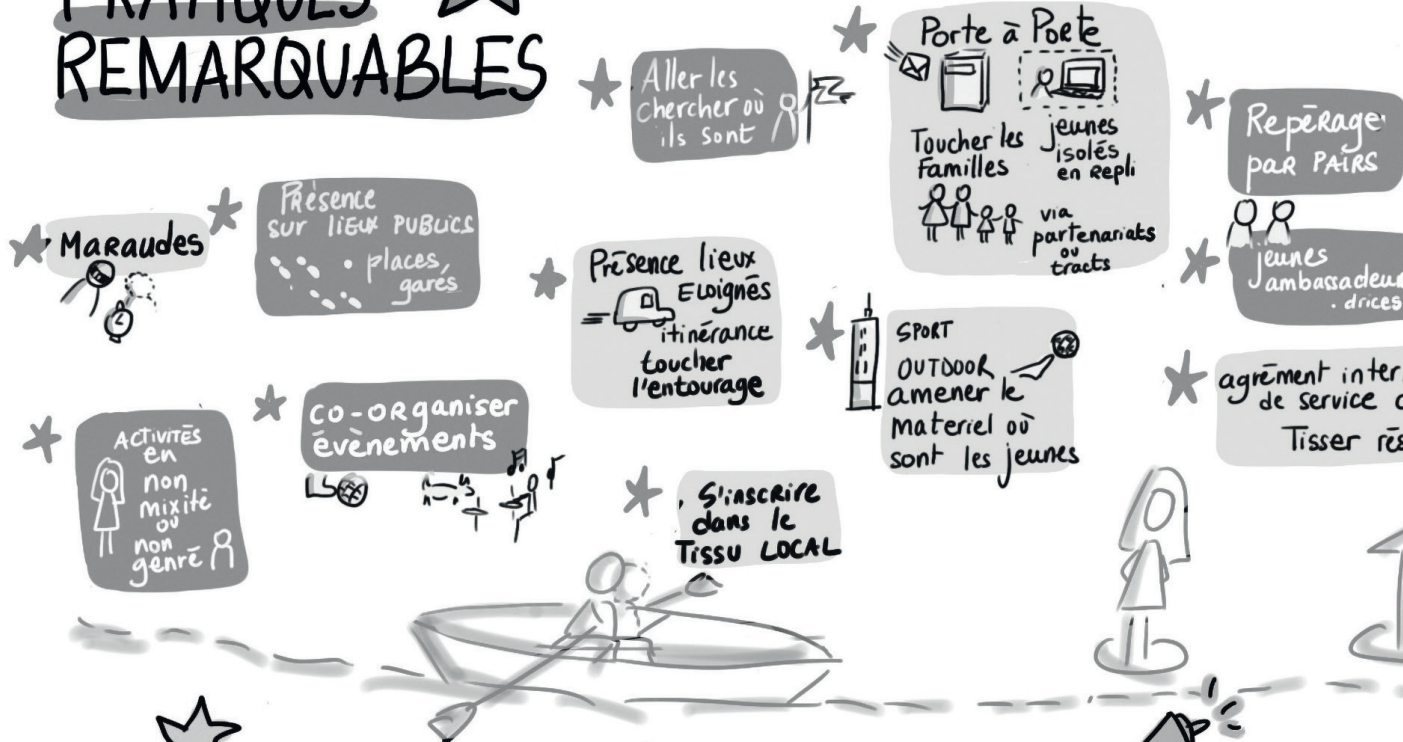 PRATIQUES
REMARQUABLES
Aller les
chercher où
ils sont
Porte à Porte
Toucher les
Familles
jeunes
isolés
en repli
via
partenariats
ou
tracts
Repérage
par PAIRS
jeunes
ambassadeurs
.drices
Maraudes
Présence
sur lieux publics
places,
gares
Présence lieux
Eloignés
itinérance
toucher
l'entourage
SPORT
OUTDOOR
amener le
materiel où
sont les jeunes
agrément inter
de service
Tisser
ACTIVITÉS
en
non
mixité
ou
non
genré
co-organiser
évènements
S'inscrire
dans le
Tissu LOCAL